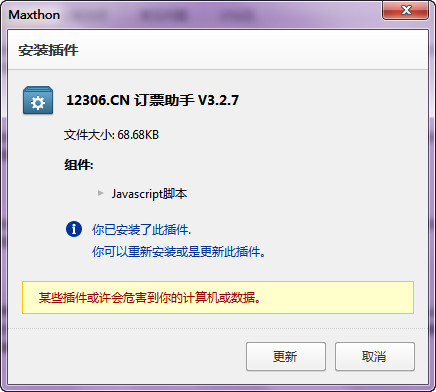 Maxthon
安装插件
12306.CN 订票助手 V3.2.7
文件大小: 68.68KB
组件:
Javascript脚本
你已安装了此插件.
你可以重新安装或是更新此插件。
某些插件或许会危害到你的计算机或数据。
更新
取消